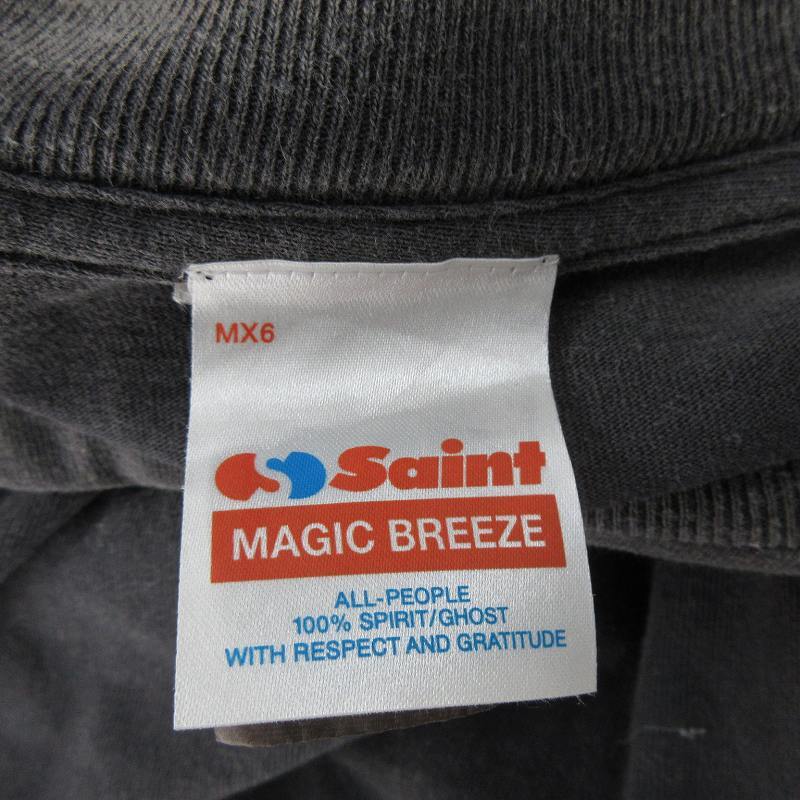 MX6
Saint
MAGIC BREEZE
ALL-PEOPLE
100% SPIRIT/GHOST
WITH RESPECT AND GRATITUDE